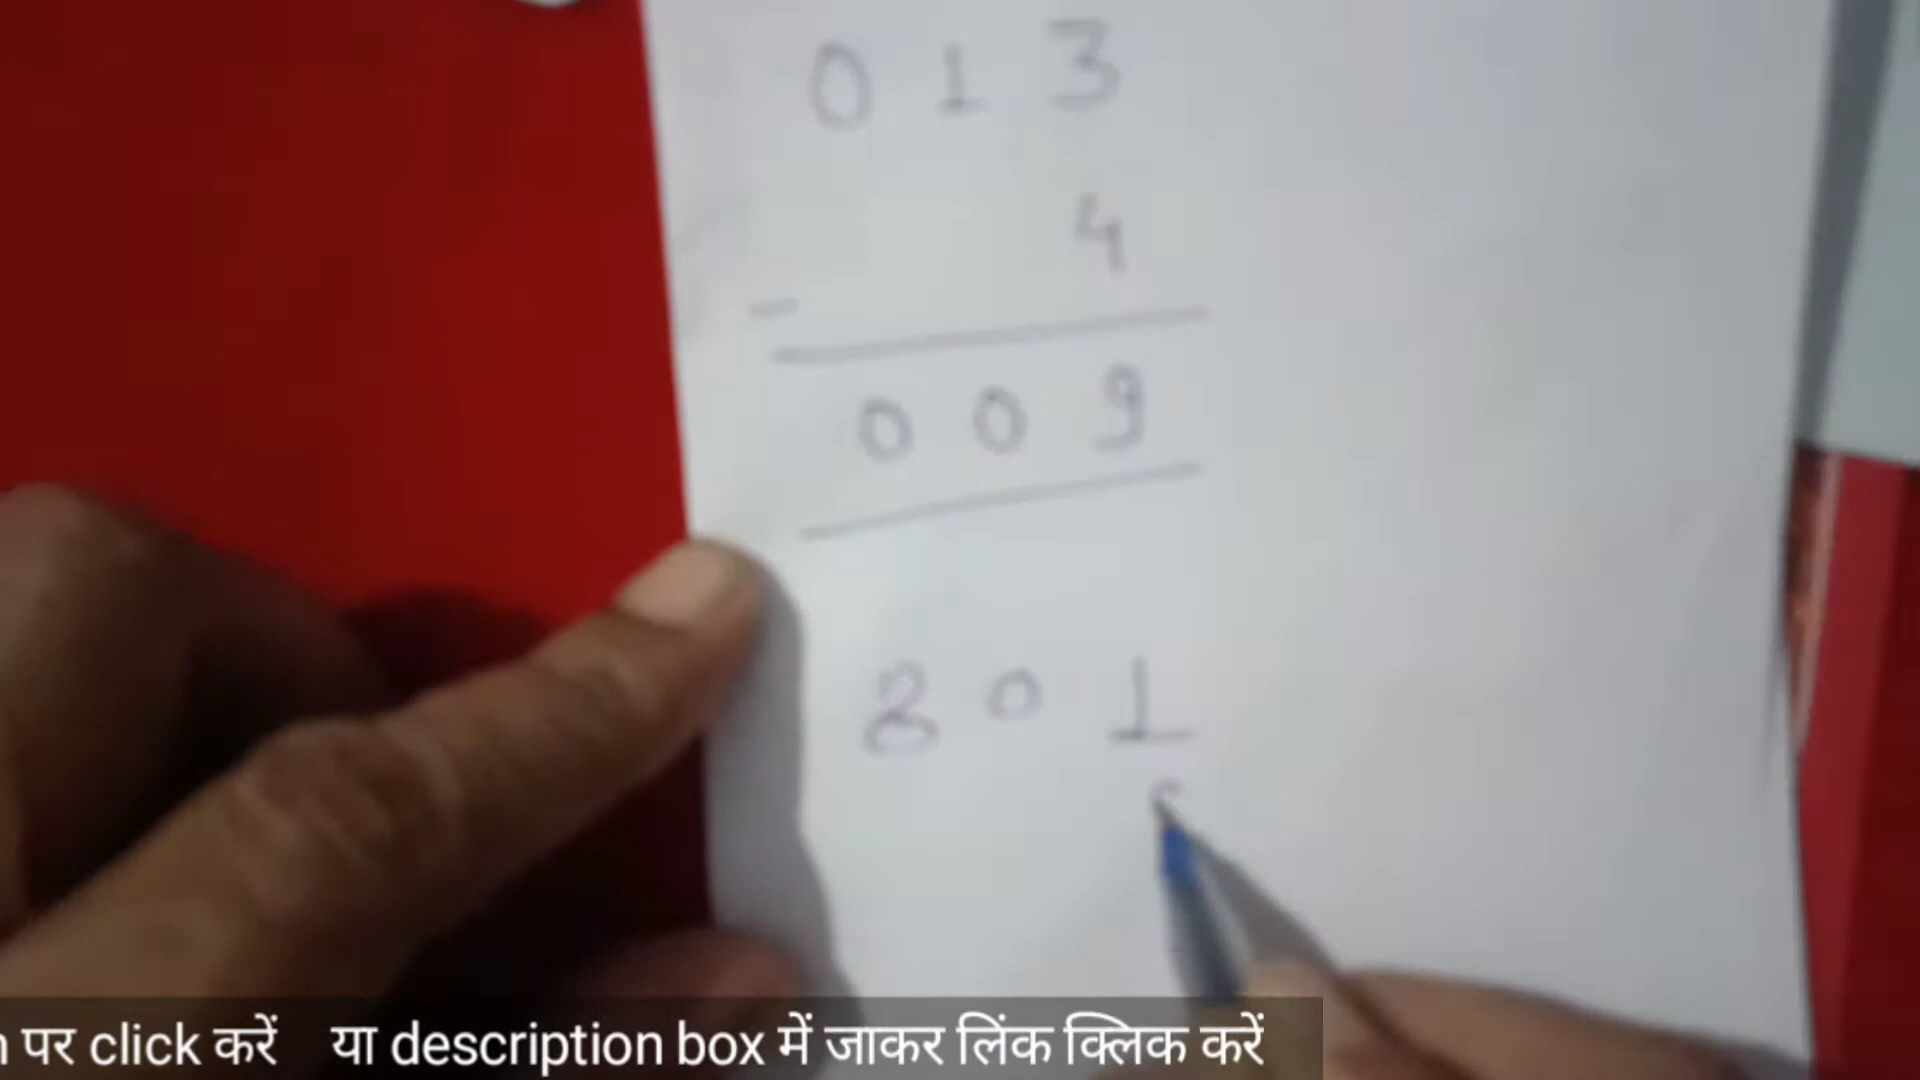 0 1 3
4
-
0 0 9
8 0 1
पर click करें या description box में जाकर लिंक क्लिक करें